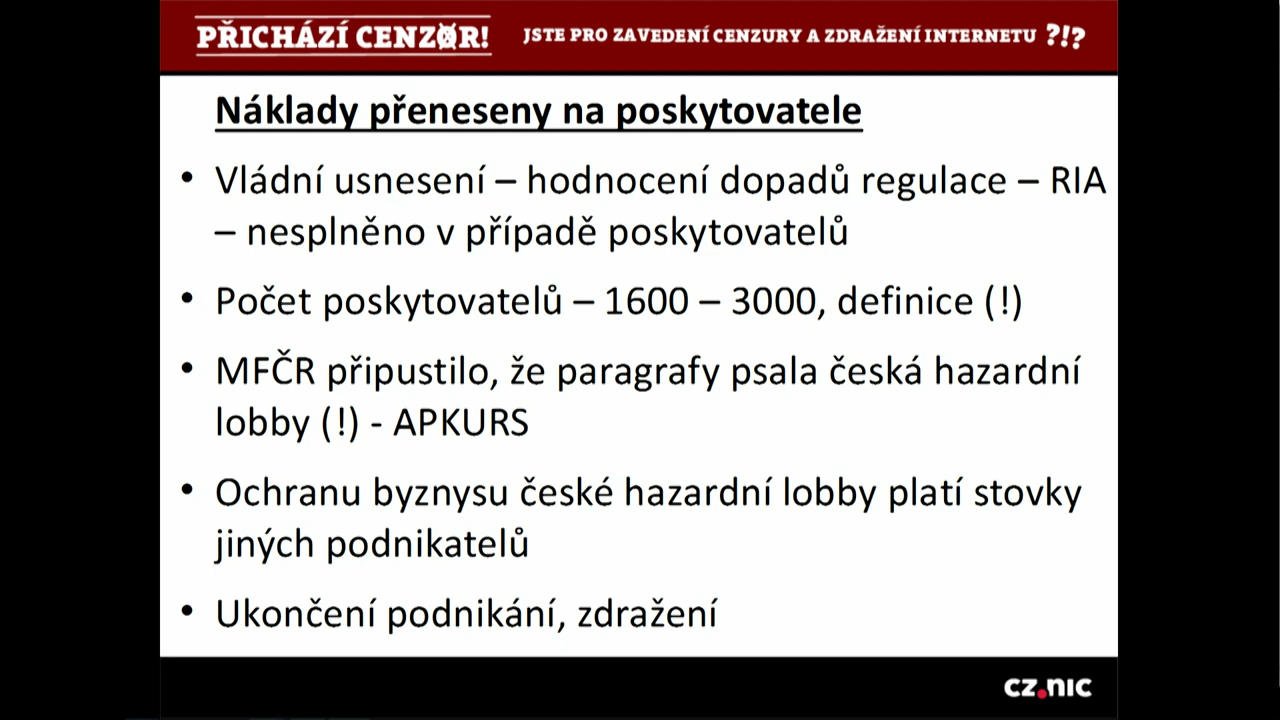 PŘICHÁZÍ CENZOR!
JSTE PRO ZAVEDENÍ CENZURY A ZDRAŽENÍ INTERNETU ?!?
Náklady přeneseny na poskytovatele
• Vládní usnesení – hodnocení dopadů regulace – RIA
– nesplněno v případě poskytovatelů
• Počet poskytovatelů – 1600 – 3000, definice (!)
• MFČR připustilo, že paragrafy psala česká hazardní
lobby (!) - APKURS
• Ochranu byznysu české hazardní lobby platí stovky
jiných podnikatelů
• Ukončení podnikání, zdražení
cz.nic